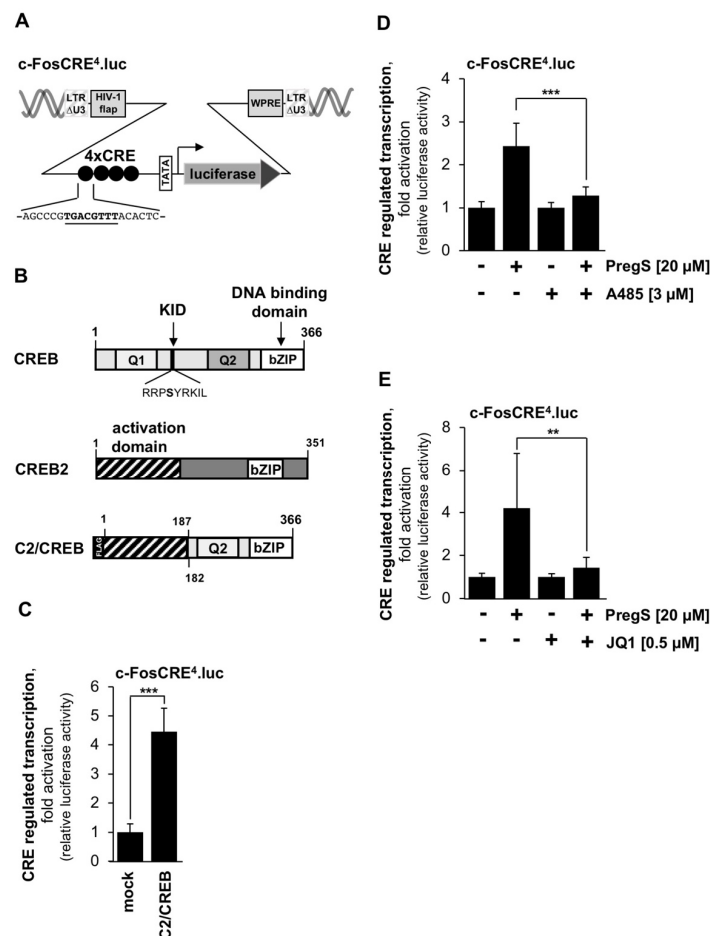 A
c-FosCRE4.luc
LTR
ΔU3
HIV-1
flap
WPRE
LTR
ΔU3
4xCRE
TATA
luciferase
–AGCCCGTGACGTTTACACTC–
B
KID
DNA binding
domain
1
366
CREB
Q1
Q2
bZIP
RRPSYRKIL
1
activation
domain
351
CREB2
bZIP
1
187
366
C2/CREB
FLAG
Q2
bZIP
182
C
c-FosCRE4.luc
CRE regulated transcription,
fold activation
(relative luciferase activity)
6
5
4
3
2
1
0
***
mock
C2/CREB
D
c-FosCRE4.luc
CRE regulated transcription,
fold activation
(relative luciferase activity)
4
3
2
1
0
***
- + - + PregS [20 µM]
- - + + A485 [3 µM]
E
c-FosCRE4.luc
CRE regulated transcription,
fold activation
(relative luciferase activity)
8
6
4
2
0
**
- + - + PregS [20 µM]
- - + + JQ1 [0.5 µM]